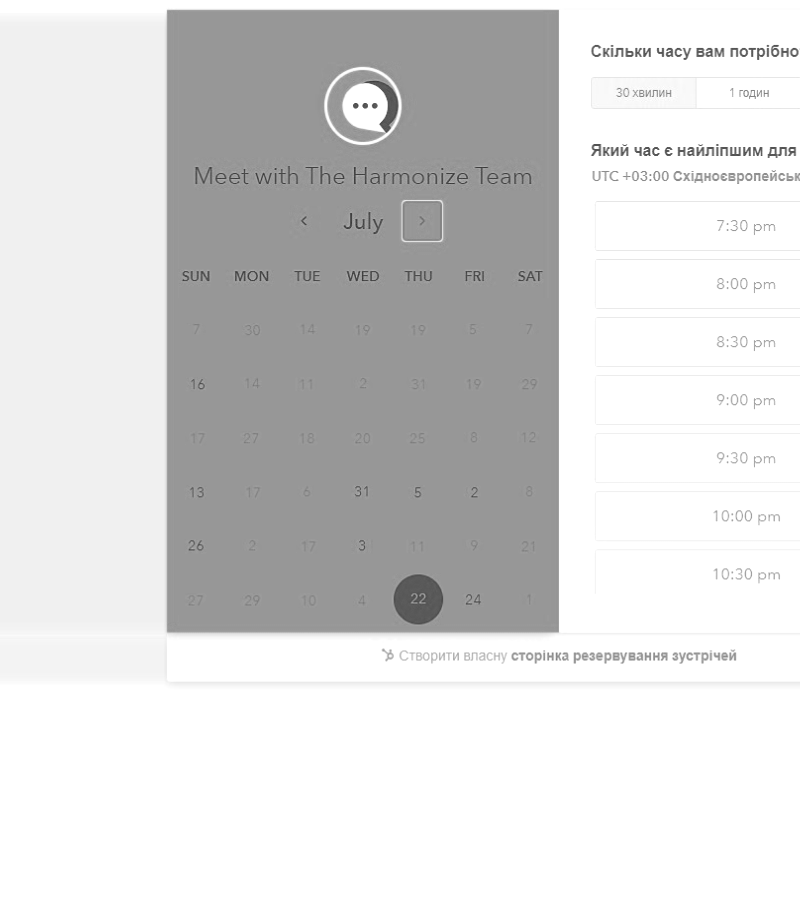 Meet with The Harmonize Team
July
SUN MON TUE WED THU FRI SAT
7 30 14 19 19 5 7
16 14 11 2 31 19 29
17 27 18 20 25 8 12
13 17 6 31 5 2 8
26 2 17 3 11 9 21
27 29 10 4 22 24 1
Скільки часу вам потрібно
30 хвилин 1 годин
Який час є найліпшим для
UTC +03:00 Східноєвропейськ
7:30 pm
8:00 pm
8:30 pm
9:00 pm
9:30 pm
10:00 pm
10:30 pm
Створити власну сторінка резервування зустрічей